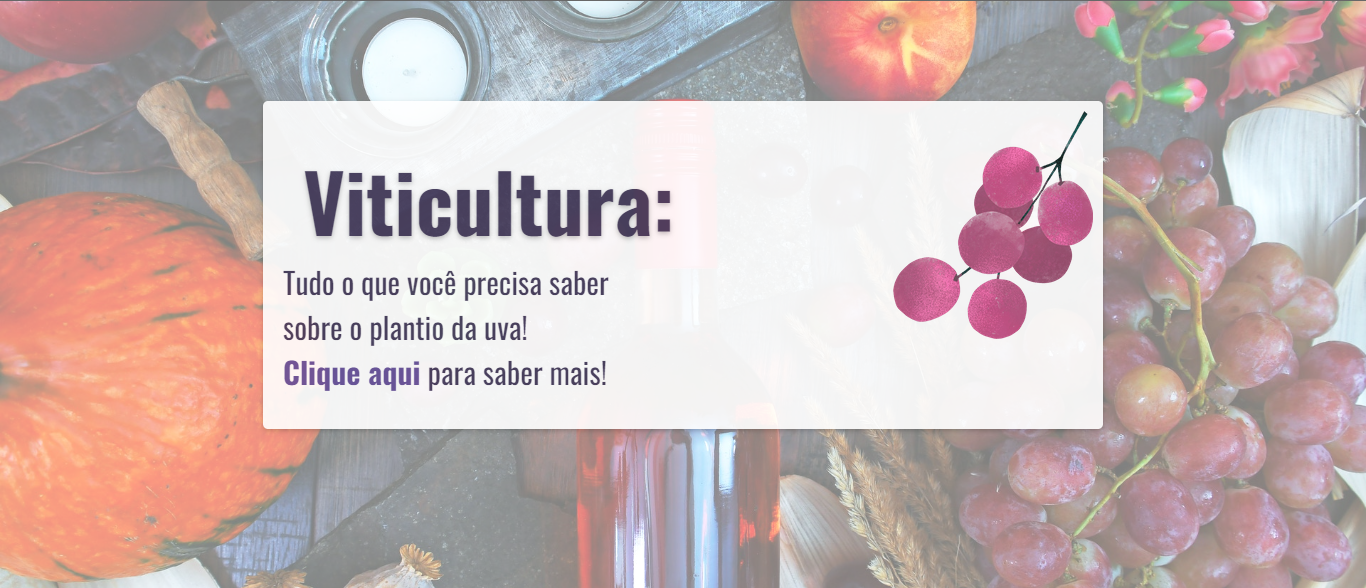 Viticultura:
Tudo o que você precisa saber
sobre o plantio da uva!
Clique aqui para saber mais!